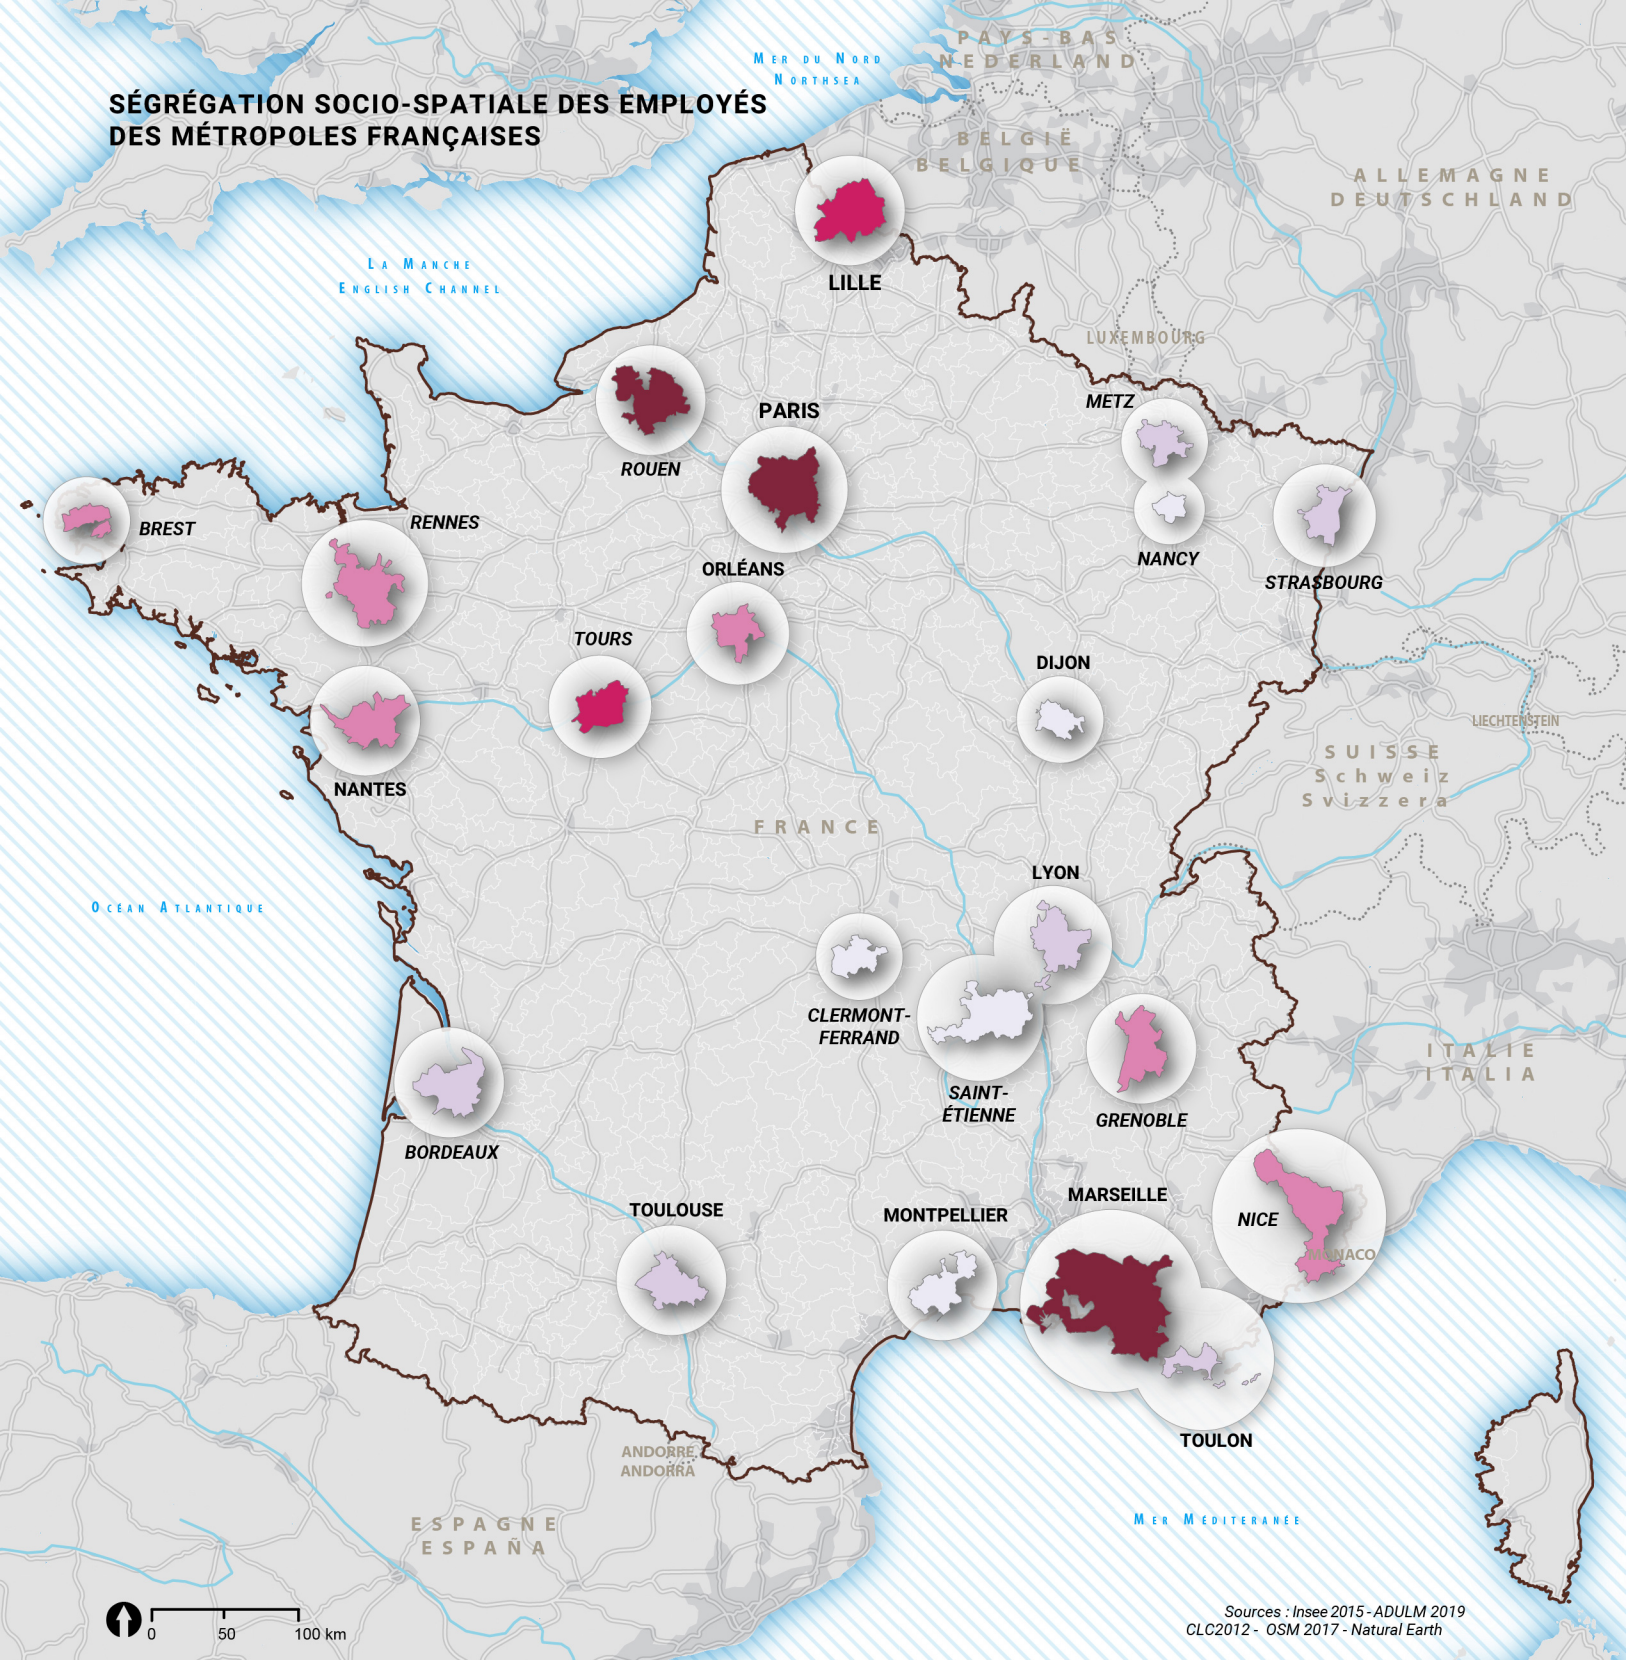 SÉGRÉGATION SOCIO-SPATIALE DES EMPLOYÉS
DES MÉTROPOLES FRANÇAISES
MER DU NORD
NORTHSEA
PAYS-BAS
NEDERLAND
BELGIË
BELGIQUE
ALLEMAGNE
DEUTSCHLAND
LA MANCHE
ENGLISH CHANNEL
LILLE
LUXEMBOURG
METZ
PARIS
ROUEN
RENNES
BREST
NANCY
STRASBOURG
ORLÉANS
TOURS
DIJON
LIECHTENSTEIN
SUISSE
Schweiz
Svizzera
NANTES
FRANCE
LYON
OCÉAN ATLANTIQUE
CLERMONT-
FERRAND
SAINT-
ÉTIENNE
GRENOBLE
ITALIE
ITALIA
BORDEAUX
TOULOUSE
MONTPELLIER
MARSEILLE
NICE
MONACO
TOULON
ANDORRE
ANDORRA
ESPAGNE
ESPAÑA
MER MÉDITERANÉE
0 50 100 km
Sources : Insee 2015 - ADULM 2019
CLC2012 - OSM 2017 - Natural Earth